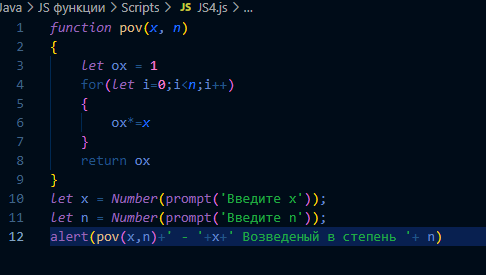 Java > JS функции > Scripts > JS JS4.js > ...
1 function pov(x, n)
2 {
3 let ox = 1
4 for(let i=0;i<n;i++)
5 {
6 ox*=x
7 }
8 return ox
9 }
10 let x = Number(prompt('Введите x'));
11 let n = Number(prompt('Введите n'));
12 alert(pov(x,n)+' - '+x+' Возведеный в степень '+ n)